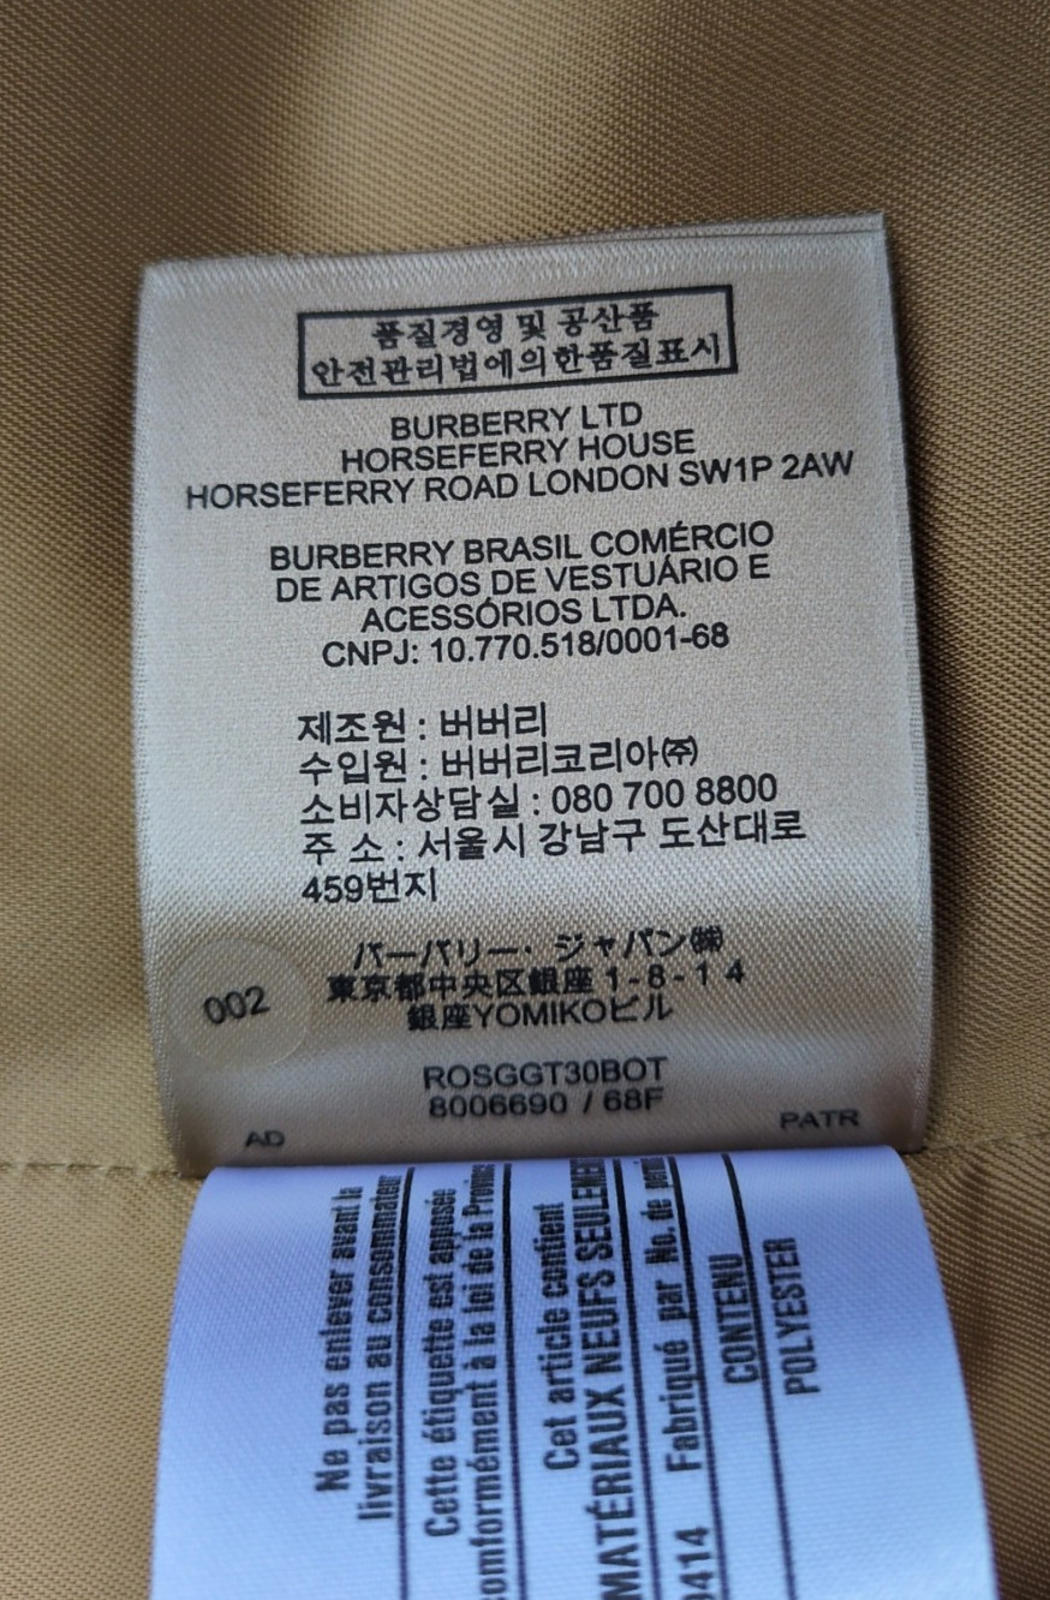 품질경영 및 공산품
안전관리법에의한품질표시
BURBERRY LTD
HORSEFERRY HOUSE
HORSEFERRY ROAD LONDON SW1P 2AW
BURBERRY BRASIL COMÉRCIO
DE ARTIGOS DE VESTUÁRIO E
ACESSÓRIOS LTDA.
CNPJ: 10.770.518/0001-68
제조원 : 버버리
수입원 : 버버리코리아㈜
소비자상담실 : 080 700 8800
주 소 : 서울시 강남구 도산대로
459번지
バーバリー・ジャパン㈱
東京都中央区銀座 1-8-14
銀座YOMIKOビル
002
ROSGGT30BOT
8006690 / 68F
AD
PATR
Ne pas enlever avant la
livraison au consommateur
Cette étiquette est apposée
conformément à la loi de la Province
Cet article contient
MATÉRIAUX NEUFS SEULEMENT
0414 Fabriqué par No. de permis
CONTENU
POLYESTER